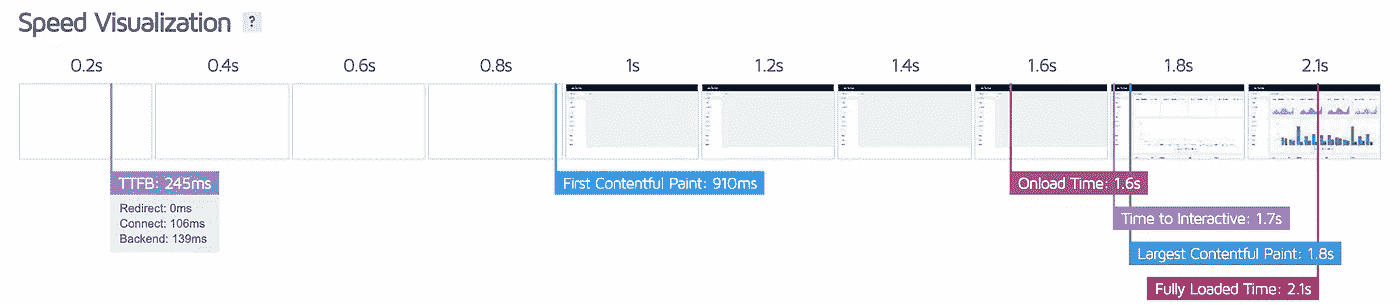 Speed Visualization ?
0.2s 0.4s 0.6s 0.8s 1s 1.2s 1.4s 1.6s 1.8s 2.1s
TTFB: 245ms
Redirect: 0ms
Connect: 106ms
Backend: 139ms
First Contentful Paint: 910ms
Onload Time: 1.6s
Time to Interactive: 1.7s
Largest Contentful Paint: 1.8s
Fully Loaded Time: 2.1s